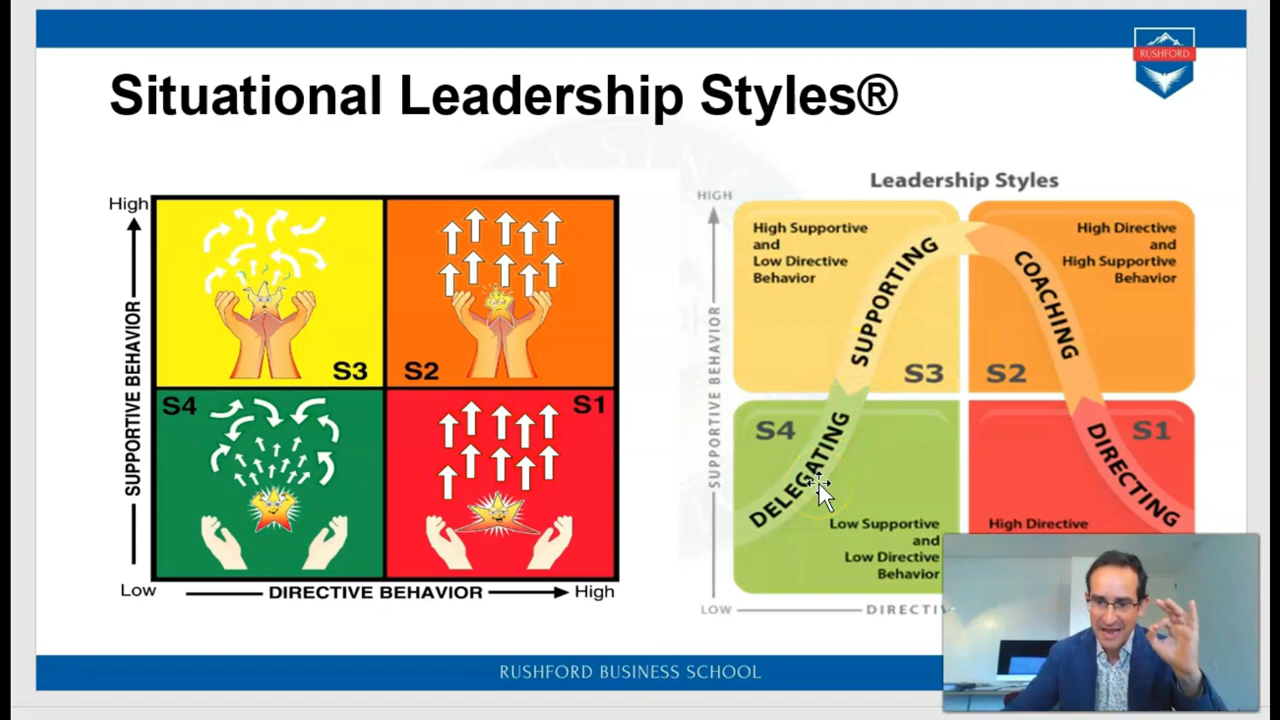 RUSHFORD
Situational Leadership Styles®
High
S3
S2
S4
S1
SUPPORTIVE BEHAVIOR
Low
DIRECTIVE BEHAVIOR
High
Leadership Styles
HIGH
High Supportive
and
Low Directive
Behavior
SUPPORTING
S3
High Directive
and
High Supportive
Behavior
COACHING
S2
S4
DELEGATING
Low Supportive
and
Low Directive
Behavior
S1
DIRECTING
High Directive
SUPPORTIVE BEHAVIOR
LOW
RUSHFORD BUSINESS SCHOOL